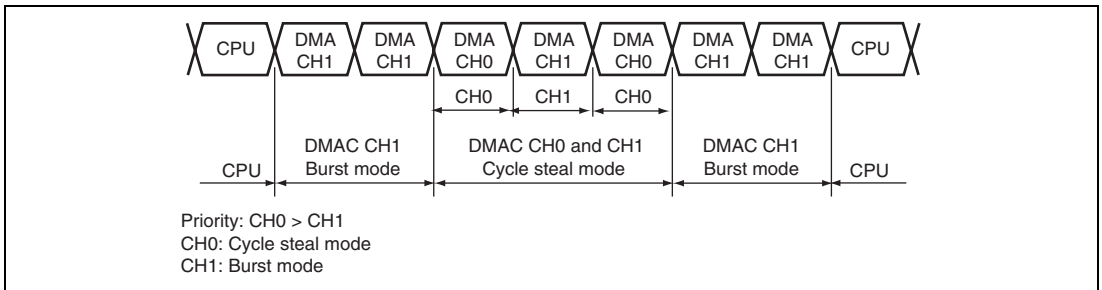 CPU DMA CH1 DMA CH1 DMA CH0 DMA CH1 DMA CH0 DMA CH1 DMA CH1 CPU
CH0 CH1 CH0
DMAC CH1 Burst mode
DMAC CH0 and CH1 Cycle steal mode
DMAC CH1 Burst mode
CPU CPU
Priority: CH0 > CH1
CH0: Cycle steal mode
CH1: Burst mode